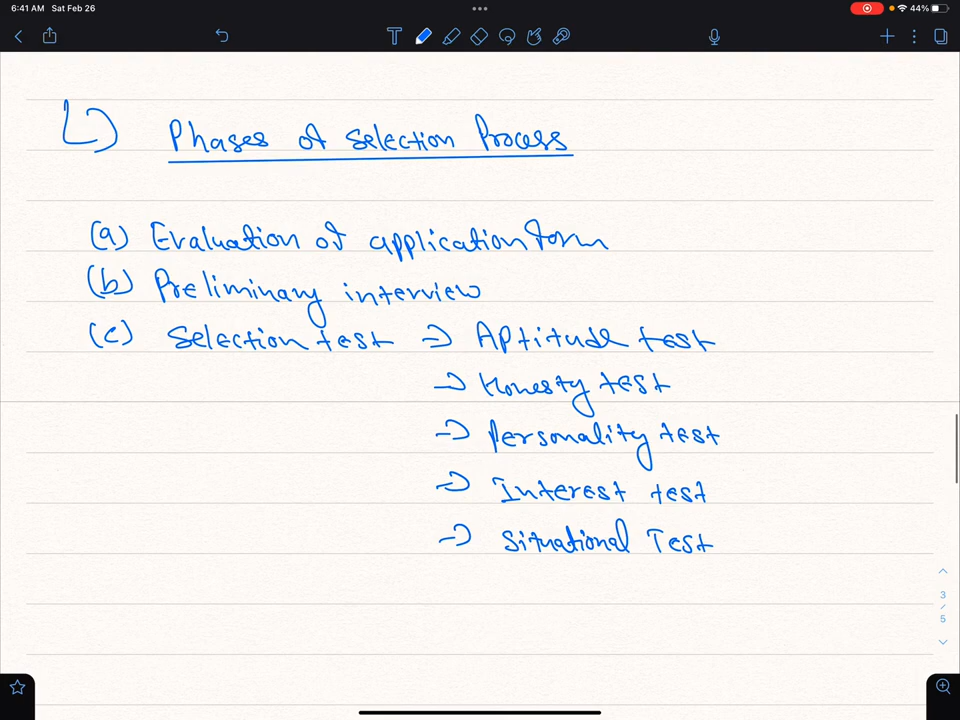 6:41 AM Sat Feb 26
44%
Phases of Selection Process
(a) Evaluation of application form
(b) Preliminary interview
(c) Selection test → Aptitude test
→ Honesty test
→ Personality test
→ Interest test
→ Situational Test
3
/
5